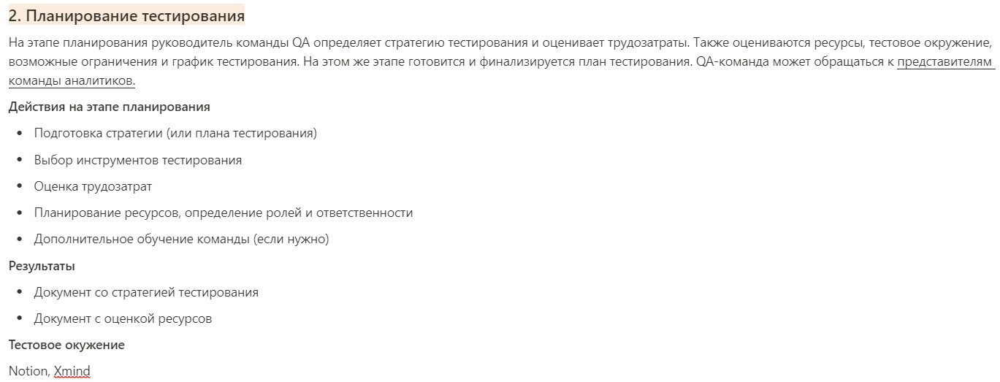 2. Планирование тестирования
На этапе планирования руководитель команды QA определяет стратегию тестирования и оценивает трудозатраты. Также оцениваются ресурсы, тестовое окружение,
возможные ограничения и график тестирования. На этом же этапе готовится и финализируется план тестирования. QA-команда может обращаться к представителям
команды аналитиков.
Действия на этапе планирования
• Подготовка стратегии (или плана тестирования)
• Выбор инструментов тестирования
• Оценка трудозатрат
• Планирование ресурсов, определение ролей и ответственности
• Дополнительное обучение команды (если нужно)
Результаты
• Документ со стратегией тестирования
• Документ с оценкой ресурсов
Тестовое окужение
Notion, Xmind